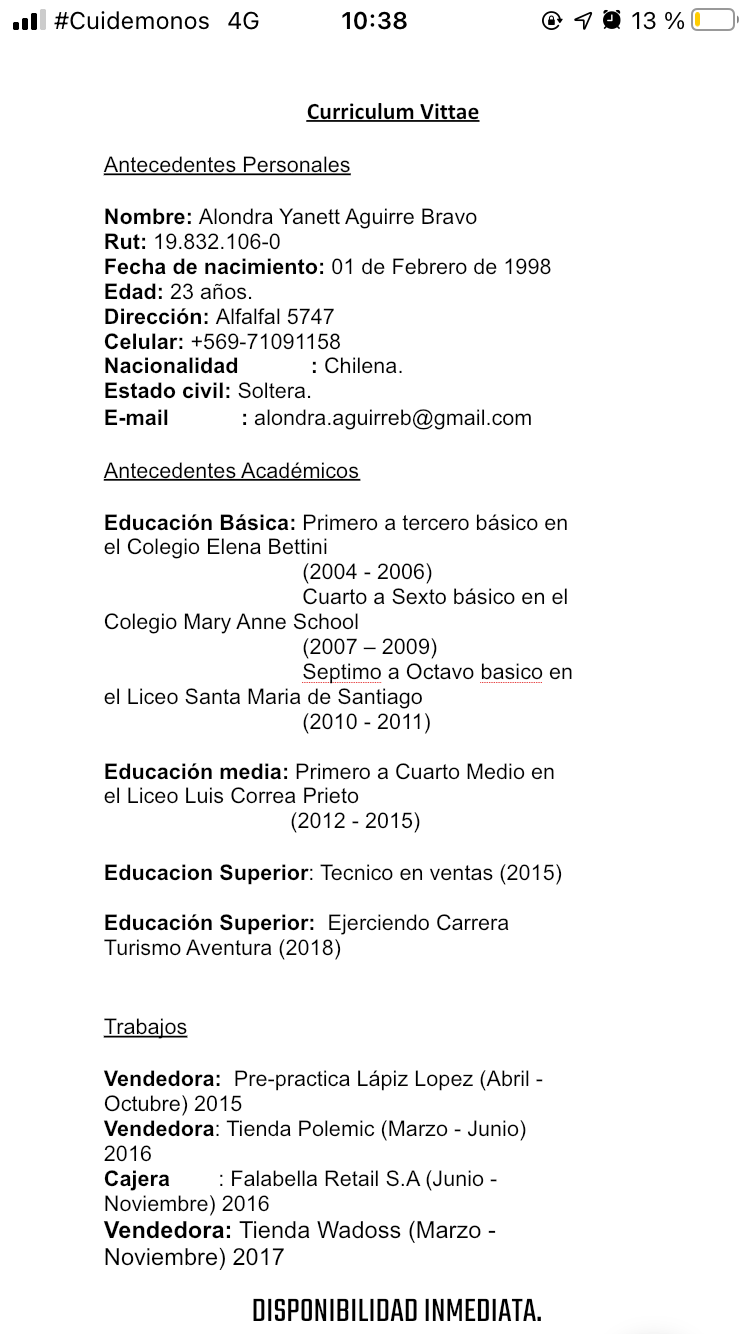 #Cuidemonos 4G 10:38 13 %
Curriculum Vittae
Antecedentes Personales
Nombre: Alondra Yanett Aguirre Bravo
Rut: 19.832.106-0
Fecha de nacimiento: 01 de Febrero de 1998
Edad: 23 años.
Dirección: Alfalfal 5747
Celular: +569-71091158
Nacionalidad : Chilena.
Estado civil: Soltera.
E-mail : alondra.aguirreb@gmail.com
Antecedentes Académicos
Educación Básica: Primero a tercero básico en
el Colegio Elena Bettini
(2004 - 2006)
Cuarto a Sexto básico en el
Colegio Mary Anne School
(2007 – 2009)
Septimo a Octavo basico en
el Liceo Santa Maria de Santiago
(2010 - 2011)
Educación media: Primero a Cuarto Medio en
el Liceo Luis Correa Prieto
(2012 - 2015)
Educacion Superior: Tecnico en ventas (2015)
Educación Superior: Ejerciendo Carrera
Turismo Aventura (2018)
Trabajos
Vendedora: Pre-practica Lápiz Lopez (Abril -
Octubre) 2015
Vendedora: Tienda Polemic (Marzo - Junio)
2016
Cajera : Falabella Retail S.A (Junio -
Noviembre) 2016
Vendedora: Tienda Wadoss (Marzo -
Noviembre) 2017
DISPONIBILIDAD INMEDIATA.